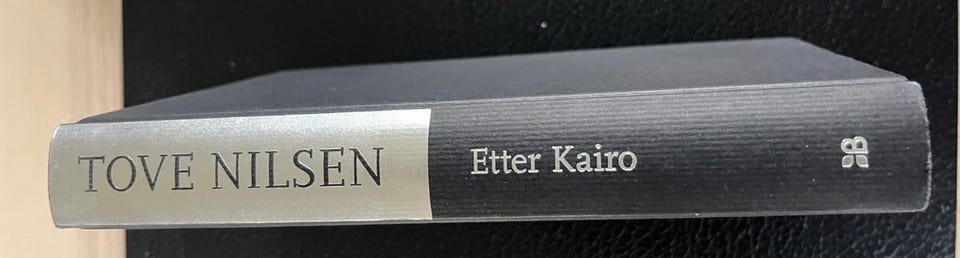 TOVE NILSEN
Etter Kairo